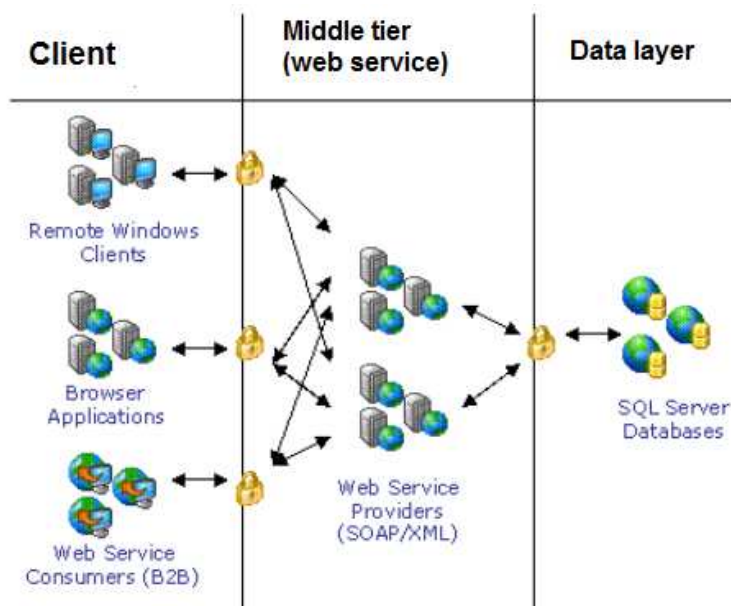 Client
Middle tier
(web service)
Data layer
Remote Windows
Clients
Browser
Applications
Web Service
Consumers (B2B)
Web Service
Providers
(SOAP/XML)
SQL Server
Databases